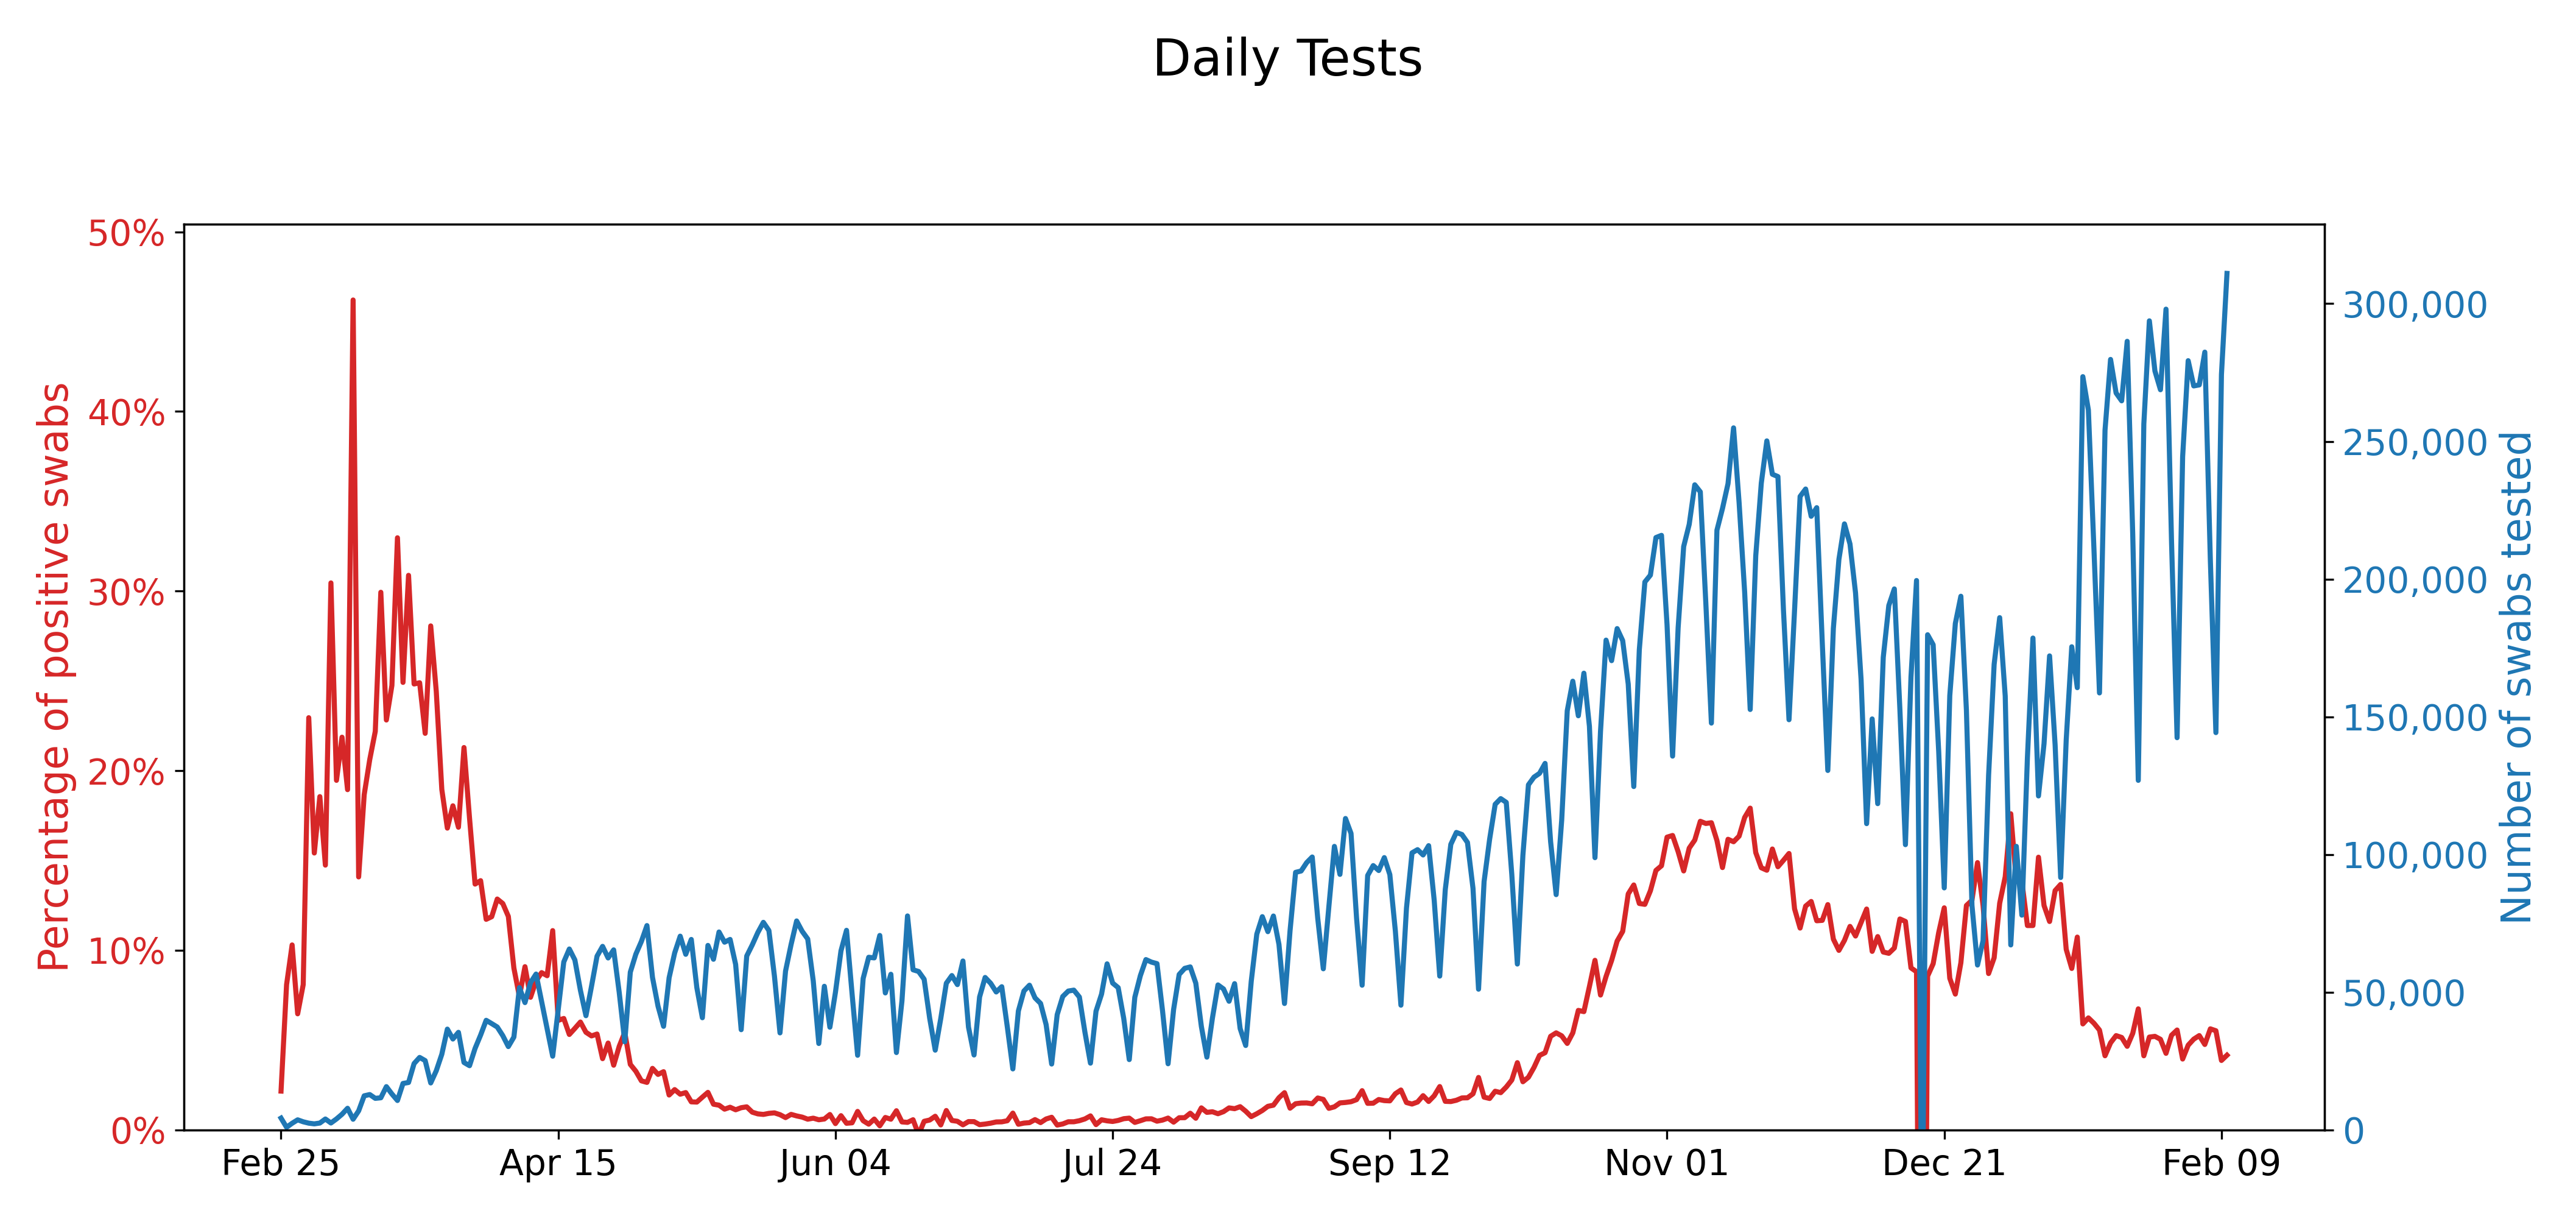 Daily Tests
Percentage of positive swabs
50%
40%
30%
20%
10%
0%
Number of swabs tested
300,000
250,000
200,000
150,000
100,000
50,000
0
Feb 25
Apr 15
Jun 04
Jul 24
Sep 12
Nov 01
Dec 21
Feb 09